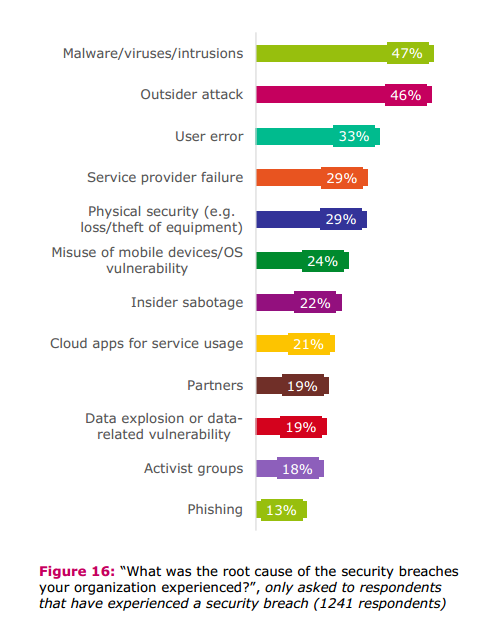 Malware/viruses/intrusions 47%
Outsider attack 46%
User error 33%
Service provider failure 29%
Physical security (e.g.
loss/theft of equipment) 29%
Misuse of mobile devices/OS
vulnerability 24%
Insider sabotage 22%
Cloud apps for service usage 21%
Partners 19%
Data explosion or data-
related vulnerability 19%
Activist groups 18%
Phishing 13%
Figure 16: “What was the root cause of the security breaches
your organization experienced?”, only asked to respondents
that have experienced a security breach (1241 respondents)